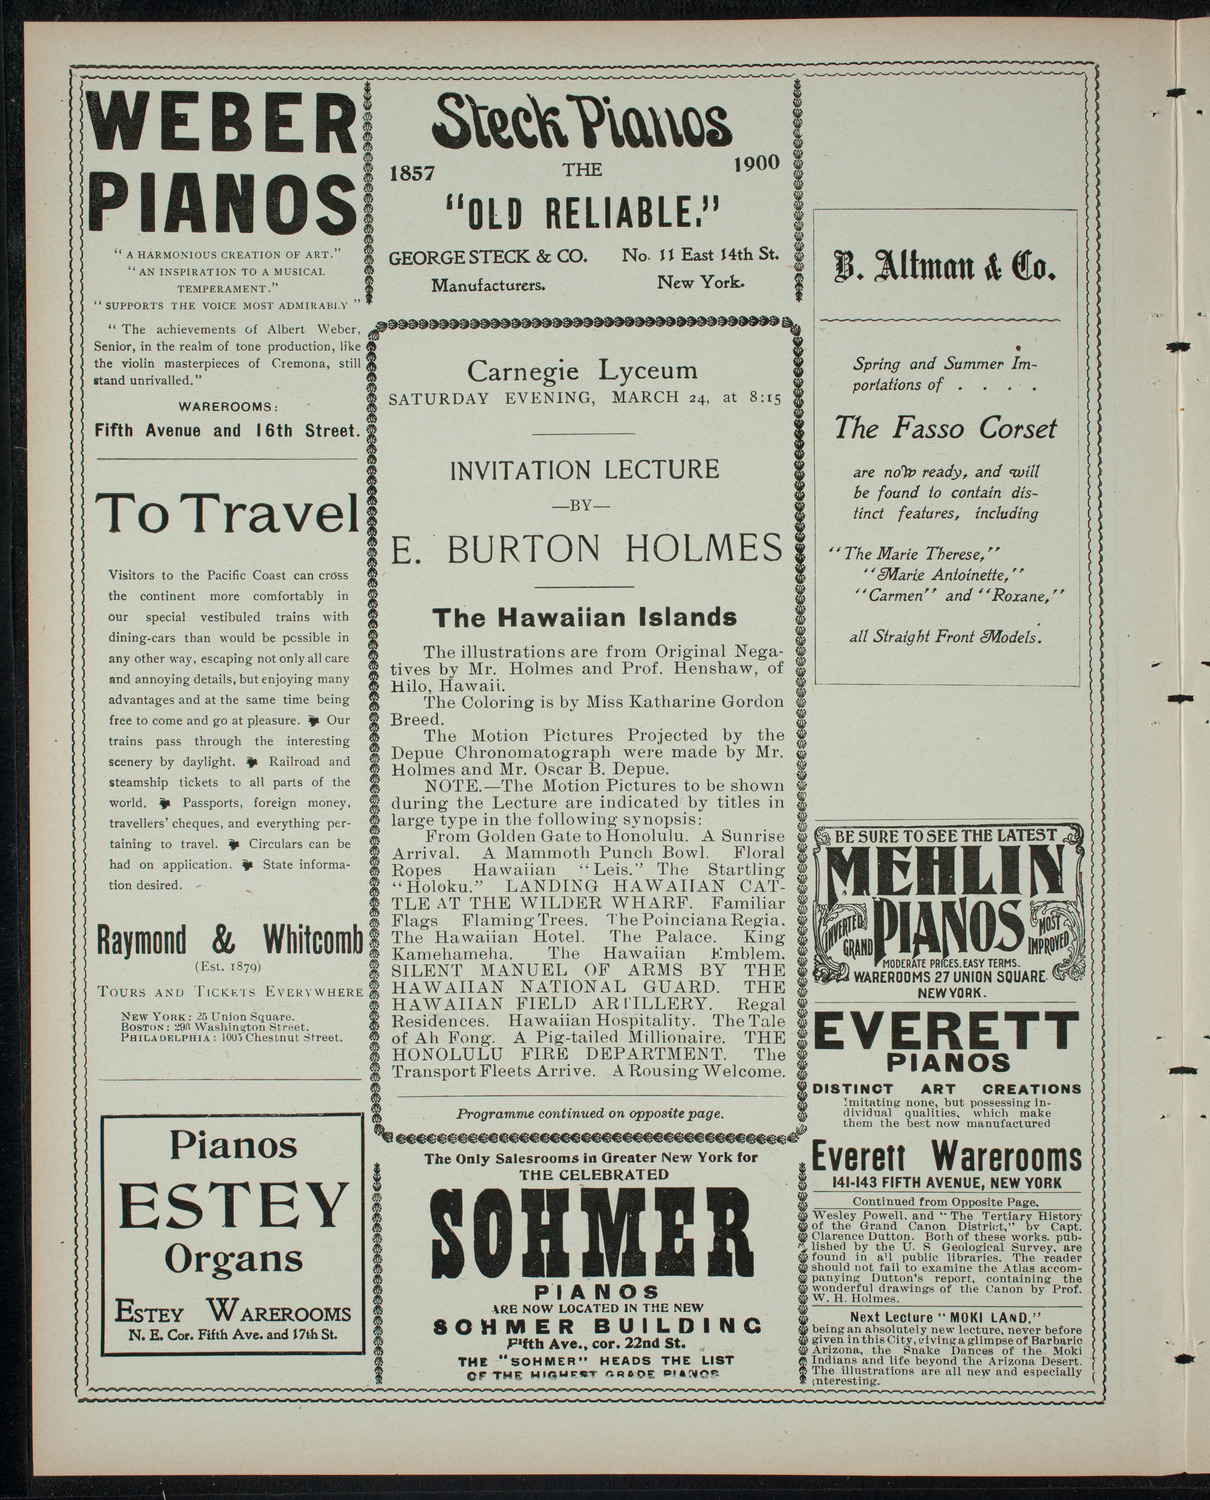 WEBER
PIANOS
" A HARMONIOUS CREATION OF ART."
" AN INSPIRATION TO A MUSICAL
TEMPERAMENT."
" SUPPORTS THE VOICE MOST ADMIRABLY "
" The achievements of Albert Weber,
Senior, in the realm of tone production, like
the violin masterpieces of Cremona, still
stand unrivalled."
WAREROOMS:
Fifth Avenue and 16th Street.
To Travel
Visitors to the Pacific Coast can cross
the continent more comfortably in
our special vestibuled trains with
dining-cars than would be possible in
any other way, escaping not only all care
and annoying details, but enjoying many
advantages and at the same time being
free to come and go at pleasure. Our
trains pass through the interesting
scenery by daylight. Railroad and
steamship tickets to all parts of the
world. Passports, foreign money,
travellers' cheques, and everything per-
taining to travel. Circulars can be
had on application. State informa-
tion desired.
Raymond & Whitcomb
(Est. 1879)
TOURS AND TICKETS EVERYWHERE
NEW YORK: 25 Union Square.
BOSTON: 296 Washington Street.
PHILADELPHIA: 1005 Chestnut Street.
Pianos
ESTEY
Organs
ESTEY WAREROOMS
N. E. Cor. Fifth Ave. and 17th St.
Steck Pianos
1857 THE 1900
"OLD RELIABLE."
GEORGE STECK & CO. No. 11 East 14th St.
Manufacturers. New York.
Carnegie Lyceum
SATURDAY EVENING, MARCH 24, at 8:15
INVITATION LECTURE
—BY—
E. BURTON HOLMES
The Hawaiian Islands
The illustrations are from Original Nega-
tives by Mr. Holmes and Prof. Henshaw, of
Hilo, Hawaii.
The Coloring is by Miss Katharine Gordon
Breed.
The Motion Pictures Projected by the
Depue Chronomatograph were made by Mr.
Holmes and Mr. Oscar B. Depue.
NOTE.—The Motion Pictures to be shown
during the Lecture are indicated by titles in
large type in the following synopsis:
From Golden Gate to Honolulu. A Sunrise
Arrival. A Mammoth Punch Bowl. Floral
Ropes Hawaiian "Leis." The Startling
"Holoku." LANDING HAWAIIAN CAT-
TLE AT THE WILDER WHARF. Familiar
Flags Flaming Trees. The Poinciana Regia.
The Hawaiian Hotel. The Palace. King
Kamehameha. The Hawaiian Emblem.
SILENT MANUEL OF ARMS BY THE
HAWAIIAN NATIONAL GUARD. THE
HAWAIIAN FIELD ARTILLERY. Regal
Residences. Hawaiian Hospitality. The Tale
of Ah Fong. A Pig-tailed Millionaire. THE
HONOLULU FIRE DEPARTMENT. The
Transport Fleets Arrive. A Rousing Welcome.
Programme continued on opposite page.
The Only Salesrooms in Greater New York for
THE CELEBRATED
SOHMER
PIANOS
ARE NOW LOCATED IN THE NEW
SOHMER BUILDING
Fifth Ave., cor. 22nd St.
THE "SOHMER" HEADS THE LIST
OF THE HIGHEST GRADE PIANOS
B. Altman & Co.
Spring and Summer Im-
portations of . . . .
The Fasso Corset
are now ready, and will
be found to contain dis-
tinct features, including
"The Marie Therese,"
"Marie Antoinette,"
"Carmen" and "Roxane,"
all Straight Front Models.
BE SURE TO SEE THE LATEST
MEHLIN
INVERTED GRAND PIANOS MOST IMPROVED
MODERATE PRICES. EASY TERMS.
WAREROOMS 27 UNION SQUARE.
NEW YORK.
EVERETT
PIANOS
DISTINCT ART CREATIONS
Imitating none, but possessing in-
dividual qualities, which make
them the best now manufactured
Everett Warerooms
141-143 FIFTH AVENUE, NEW YORK
Continued from Opposite Page.
Wesley Powell, and "The Tertiary History
of the Grand Canon District," by Capt.
Clarence Dutton. Both of these works, pub-
lished by the U. S Geological Survey, are
found in all public libraries. The reader
should not fail to examine the Atlas accom-
panying Dutton's report, containing the
wonderful drawings of the Canon by Prof.
W. H. Holmes.
Next Lecture "MOKI LAND,"
being an absolutely new lecture, never before
given in this City, giving a glimpse of Barbaric
Arizona, the Snake Dances of the Moki
Indians and life beyond the Arizona Desert.
The illustrations are all new and especially
interesting.